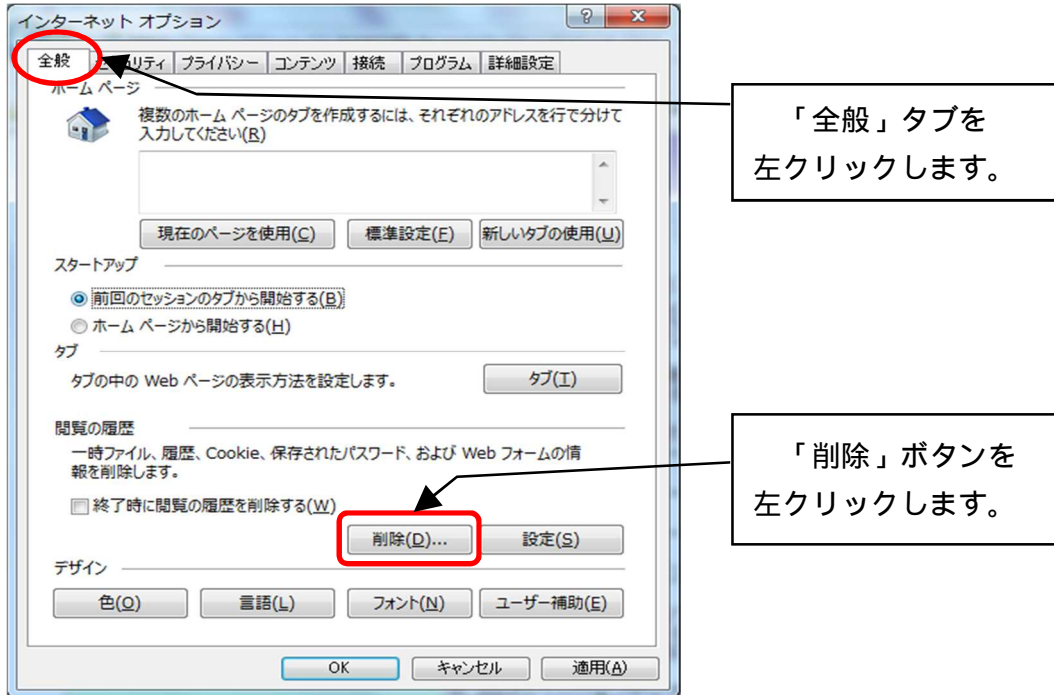 インターネット オプション
全般 セキュリティ プライバシー コンテンツ 接続 プログラム 詳細設定
ホーム ページ
複数のホーム ページのタブを作成するには、それぞれのアドレスを行で分けて
入力してください(R)
現在のページを使用(C) 標準設定(F) 新しいタブの使用(U)
スタートアップ
前回のセッションのタブから開始する(B)
ホーム ページから開始する(H)
タブ
タブの中の Web ページの表示方法を設定します。 タブ(T)
閲覧の履歴
一時ファイル、履歴、Cookie、保存されたパスワード、および Web フォームの情
報を削除します。
終了時に閲覧の履歴を削除する(W)
削除(D)... 設定(S)
デザイン
色(O) 言語(L) フォント(N) ユーザー補助(E)
OK キャンセル 適用(A)
「全般」タブを
左クリックします。
「削除」ボタンを
左クリックします。